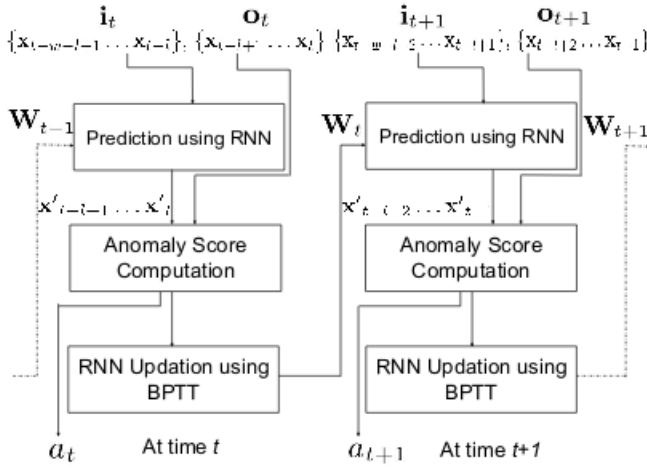 i_t o_t i_{t+1} o_{t+1}
W_{t-1} Prediction using RNN W_t Prediction using RNN W_{t+1}
Anomaly Score Computation
Anomaly Score Computation
RNN Updation using BPTT
RNN Updation using BPTT
a_t At time t a_{t+1} At time t+1